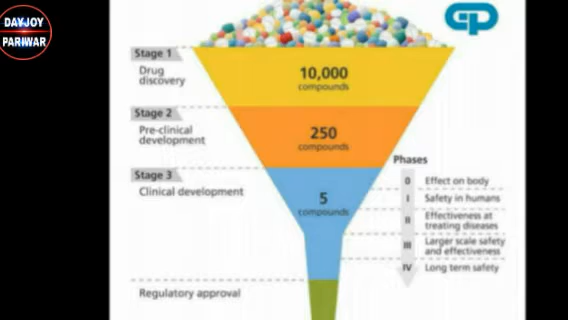 DAYJOY
PARIWAR
Stage 1
Drug
discovery
10,000
compounds
Stage 2
Pre-clinical
development
250
compounds
Stage 3
Clinical development
5
compounds
Phases
0 Effect on body
I Safety in humans
II Effectiveness at
treating diseases
III Larger scale safety
and effectiveness
IV Long term safety
Regulatory approval